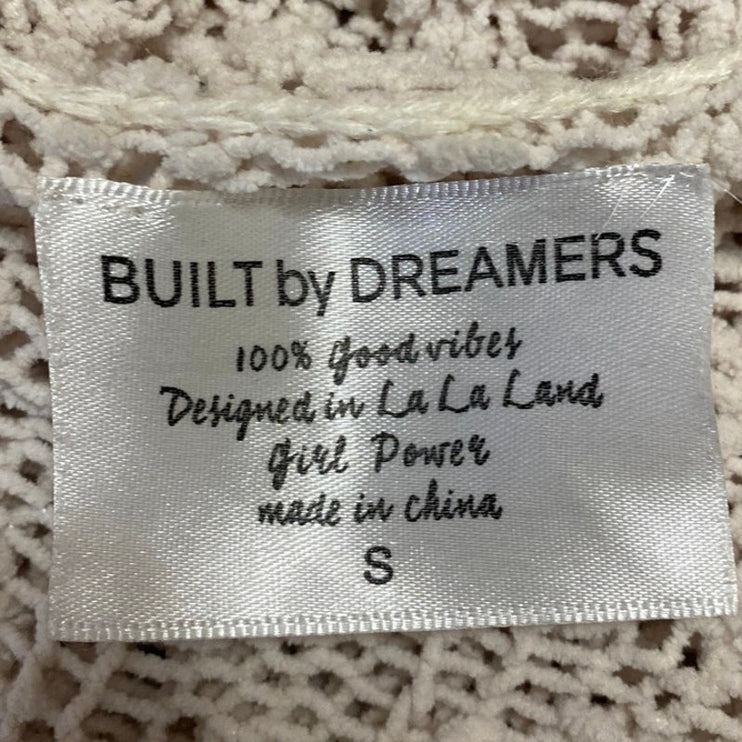 BUILT by DREAMERS
100% good vibes
Designed in La La Land
girl Power
made in china
S